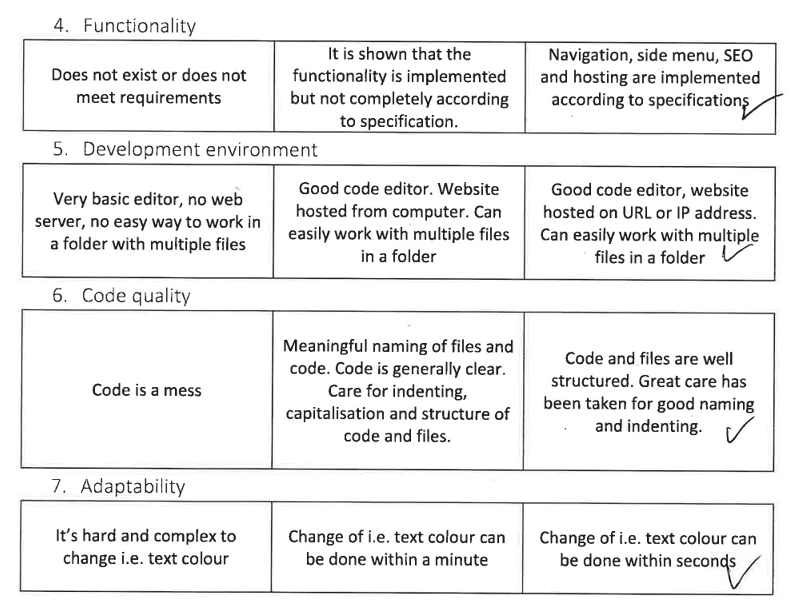 4. Functionality
Does not exist or does not
meet requirements
It is shown that the
functionality is implemented
but not completely according
to specification.
Navigation, side menu, SEO
and hosting are implemented
according to specifications
5. Development environment
Very basic editor, no web
server, no easy way to work in
a folder with multiple files
Good code editor. Website
hosted from computer. Can
easily work with multiple files
in a folder
Good code editor, website
hosted on URL or IP address.
Can easily work with multiple
files in a folder
6. Code quality
Code is a mess
Meaningful naming of files and
code. Code is generally clear.
Care for indenting,
capitalisation and structure of
code and files.
Code and files are well
structured. Great care has
been taken for good naming
and indenting.
7. Adaptability
It's hard and complex to
change i.e. text colour
Change of i.e. text colour can
be done within a minute
Change of i.e. text colour can
be done within seconds